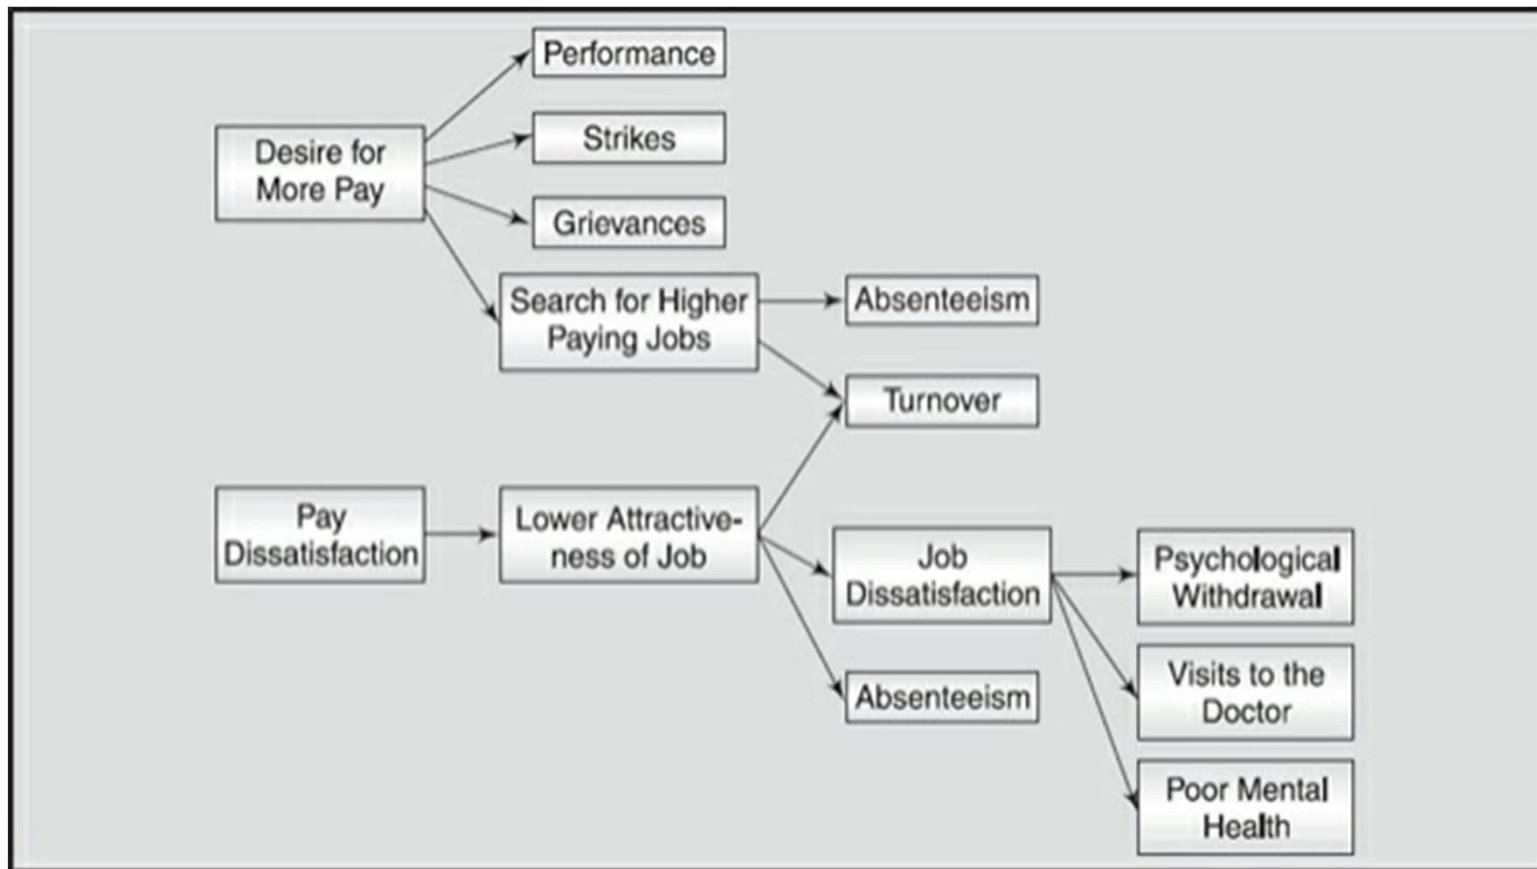 Performance
Strikes
Desire for
More Pay
Grievances
Search for Higher
Paying Jobs
Absenteeism
Turnover
Pay
Dissatisfaction
Lower Attractive-
ness of Job
Job
Dissatisfaction
Psychological
Withdrawal
Absenteeism
Visits to the
Doctor
Poor Mental
Health